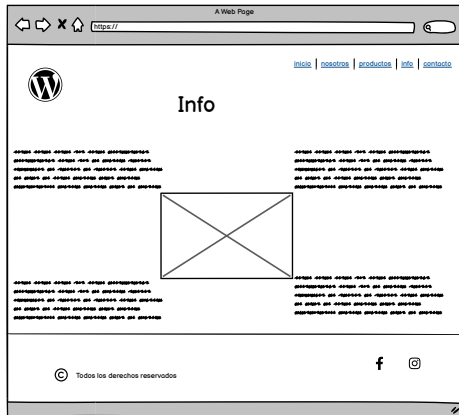 A Web Page
https://
inicio | nosotros | productos | info | contacto
Info
© Todos los derechos reservados